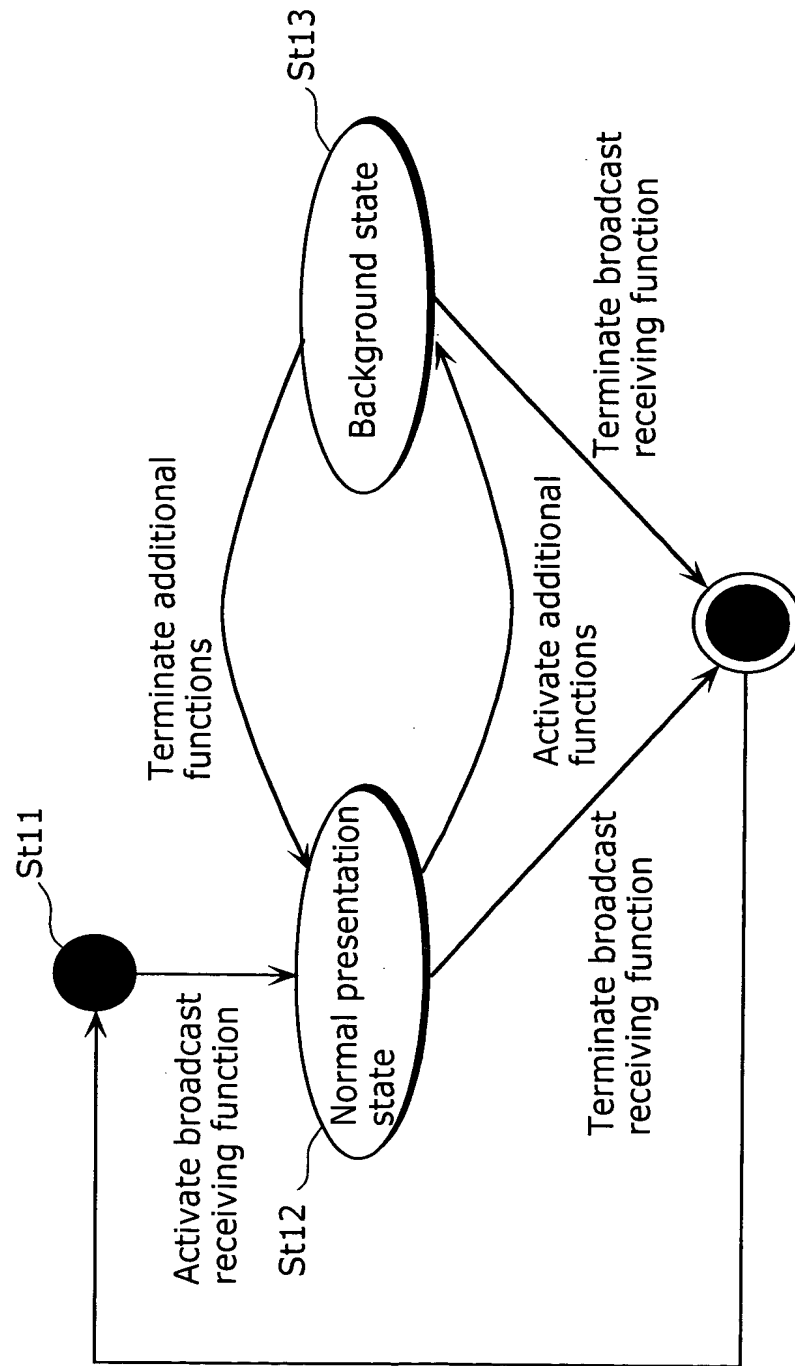 St11
Activate broadcast
receiving function
St12
Normal presentation
state
Terminate additional
functions
St13
Background state
Activate additional
functions
Terminate broadcast
receiving function
Terminate broadcast
receiving function